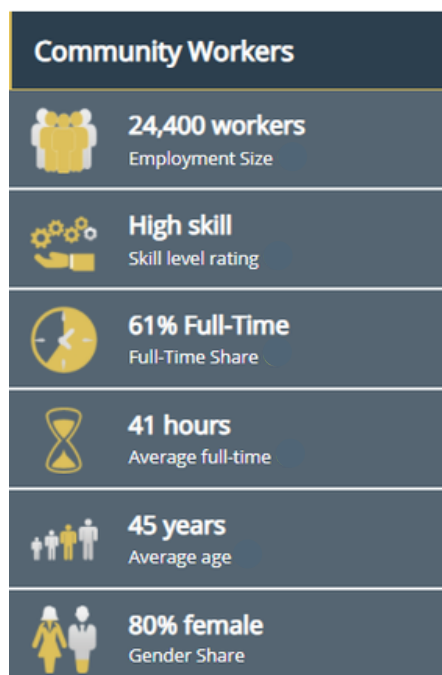 Community Workers
24,400 workers
Employment Size
High skill
Skill level rating
61% Full-Time
Full-Time Share
41 hours
Average full-time
45 years
Average age
80% female
Gender Share